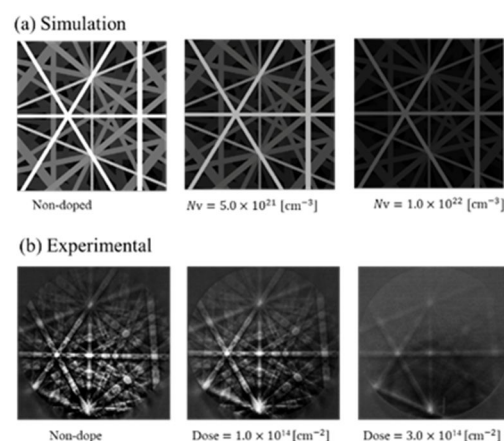 (a) Simulation
Non-doped
Nv = 5.0 × 10²¹ [cm⁻³]
Nv = 1.0 × 10²² [cm⁻³]
(b) Experimental
Non-dope
Dose = 1.0 × 10¹⁴ [cm⁻²]
Dose = 3.0 × 10¹⁴ [cm⁻²]